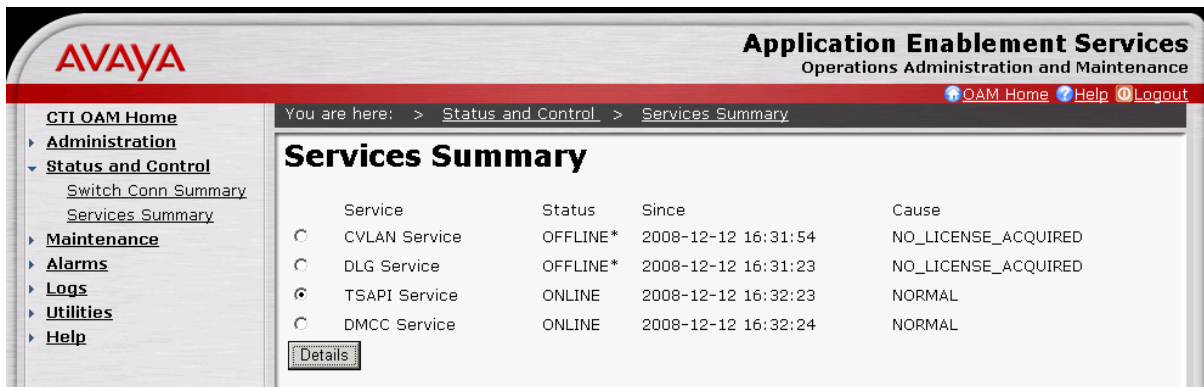 AVAYA
Application Enablement Services
Operations Administration and Maintenance
OAM Home Help Logout
CTI OAM Home
Administration
Status and Control
Switch Conn Summary
Services Summary
Maintenance
Alarms
Logs
Utilities
Help
You are here: > Status and Control > Services Summary
Services Summary
Service Status Since Cause
CVLAN Service OFFLINE* 2008-12-12 16:31:54 NO_LICENSE_ACQUIRED
DLG Service OFFLINE* 2008-12-12 16:31:23 NO_LICENSE_ACQUIRED
TSAPI Service ONLINE 2008-12-12 16:32:23 NORMAL
DMCC Service ONLINE 2008-12-12 16:32:24 NORMAL
Details